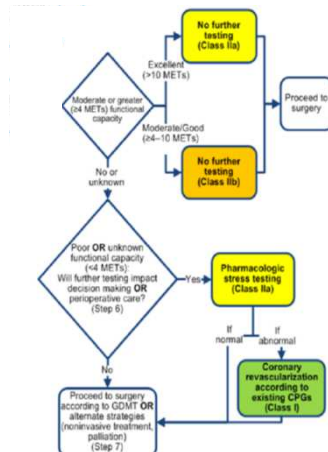 No further
testing
(Class IIa)
Excellent
(>10 METs)
Moderate or greater
(≥4 METs) functional
capacity
Proceed to
surgery
Moderate/Good
(≥4–10 METs)
No further
testing
(Class IIb)
No or
unknown
Poor OR unknown
functional capacity
(<4 METs):
Will further testing impact
decision making OR
perioperative care?
(Step 6)
Yes
Pharmacologic
stress testing
(Class IIa)
If
normal
If
abnormal
No
Coronary
revascularization
according to
existing CPGs
(Class I)
Proceed to surgery
according to GDMT OR
alternate strategies
(noninvasive treatment,
palliation)
(Step 7)